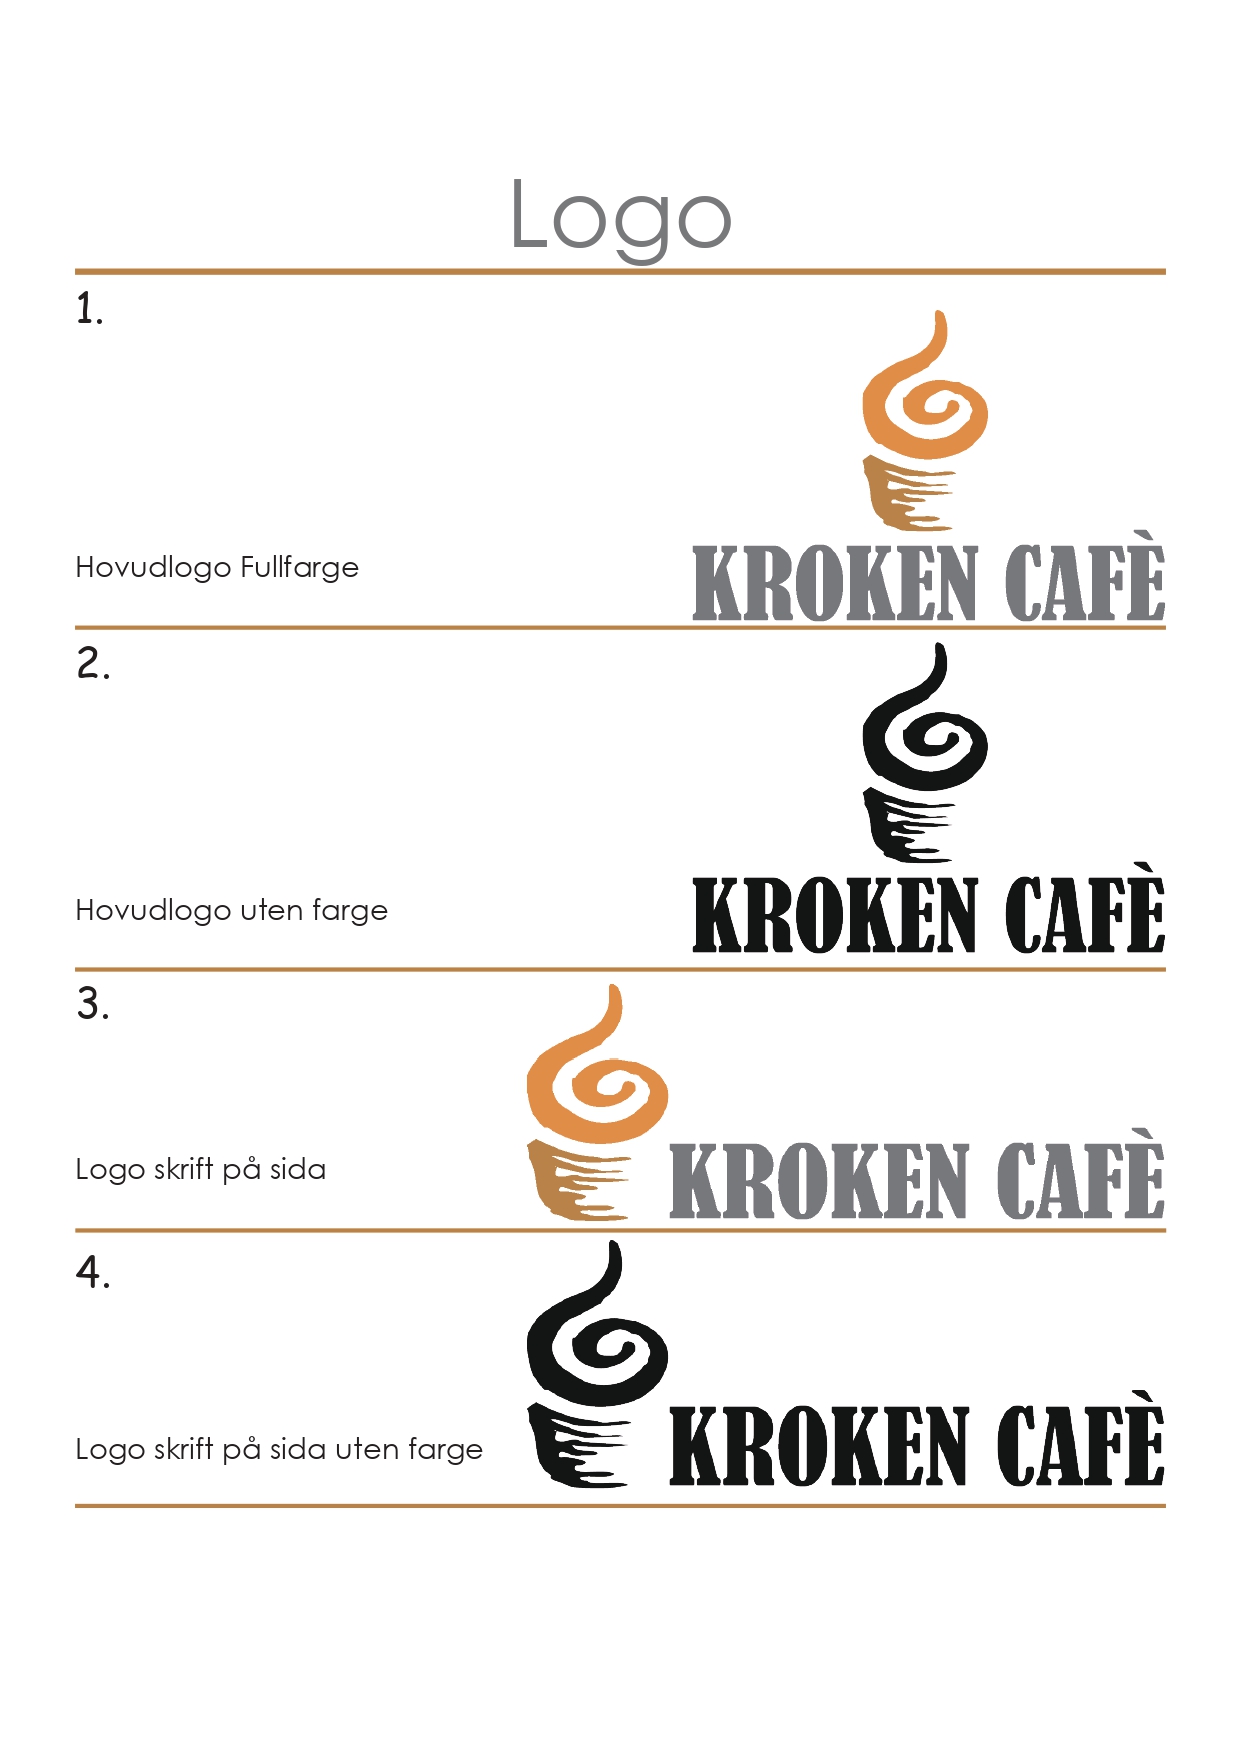 Logo
1.
KROKEN CAFÈ
Hovudlogo Fullfarge
2.
KROKEN CAFÈ
Hovudlogo uten farge
3.
KROKEN CAFÈ
Logo skrift på sida
4.
KROKEN CAFÈ
Logo skrift på sida uten farge